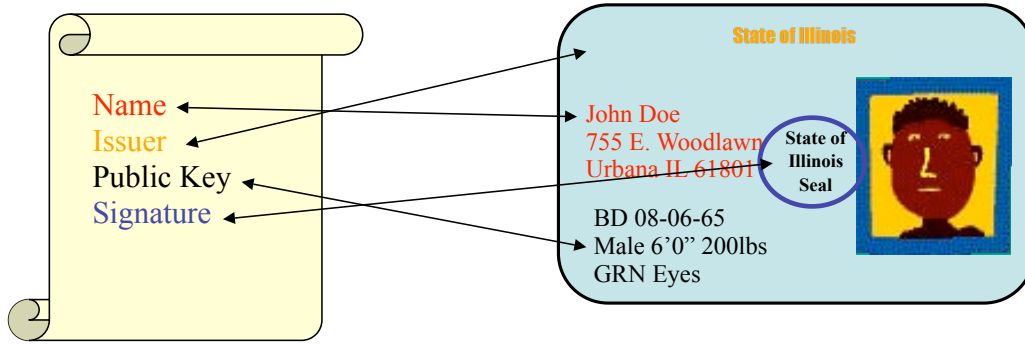 Name
Issuer
Public Key
Signature
State of Illinois
John Doe
755 E. Woodlawn
Urbana IL 61801
State of
Illinois
Seal
BD 08-06-65
Male 6’0” 200lbs
GRN Eyes